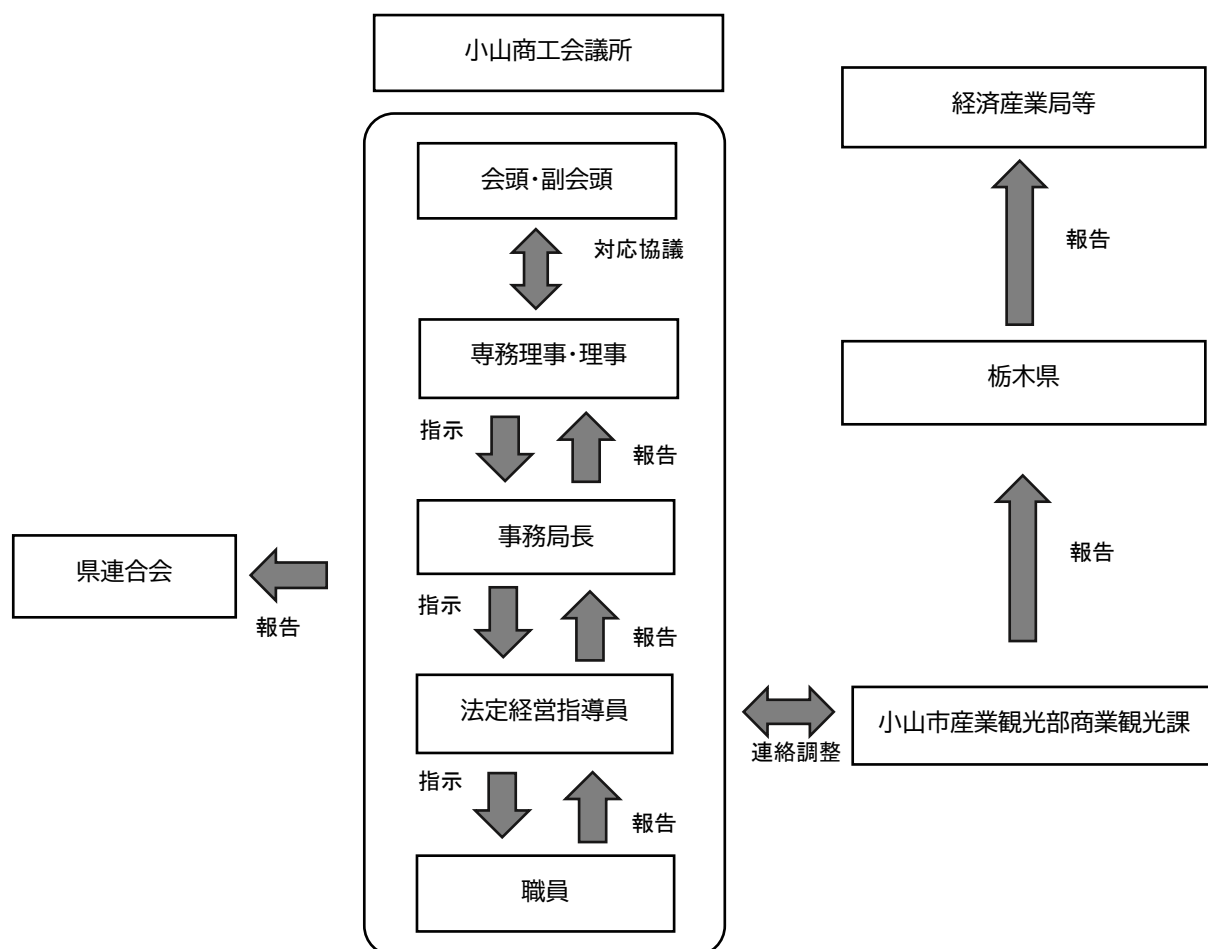 小山商工会議所
経済産業局等
会頭・副会頭
対応協議
報告
専務理事・理事
栃木県
指示
報告
事務局長
県連合会
報告
報告
指示
報告
法定経営指導員
小山市産業観光部商業観光課
連絡調整
指示
報告
職員